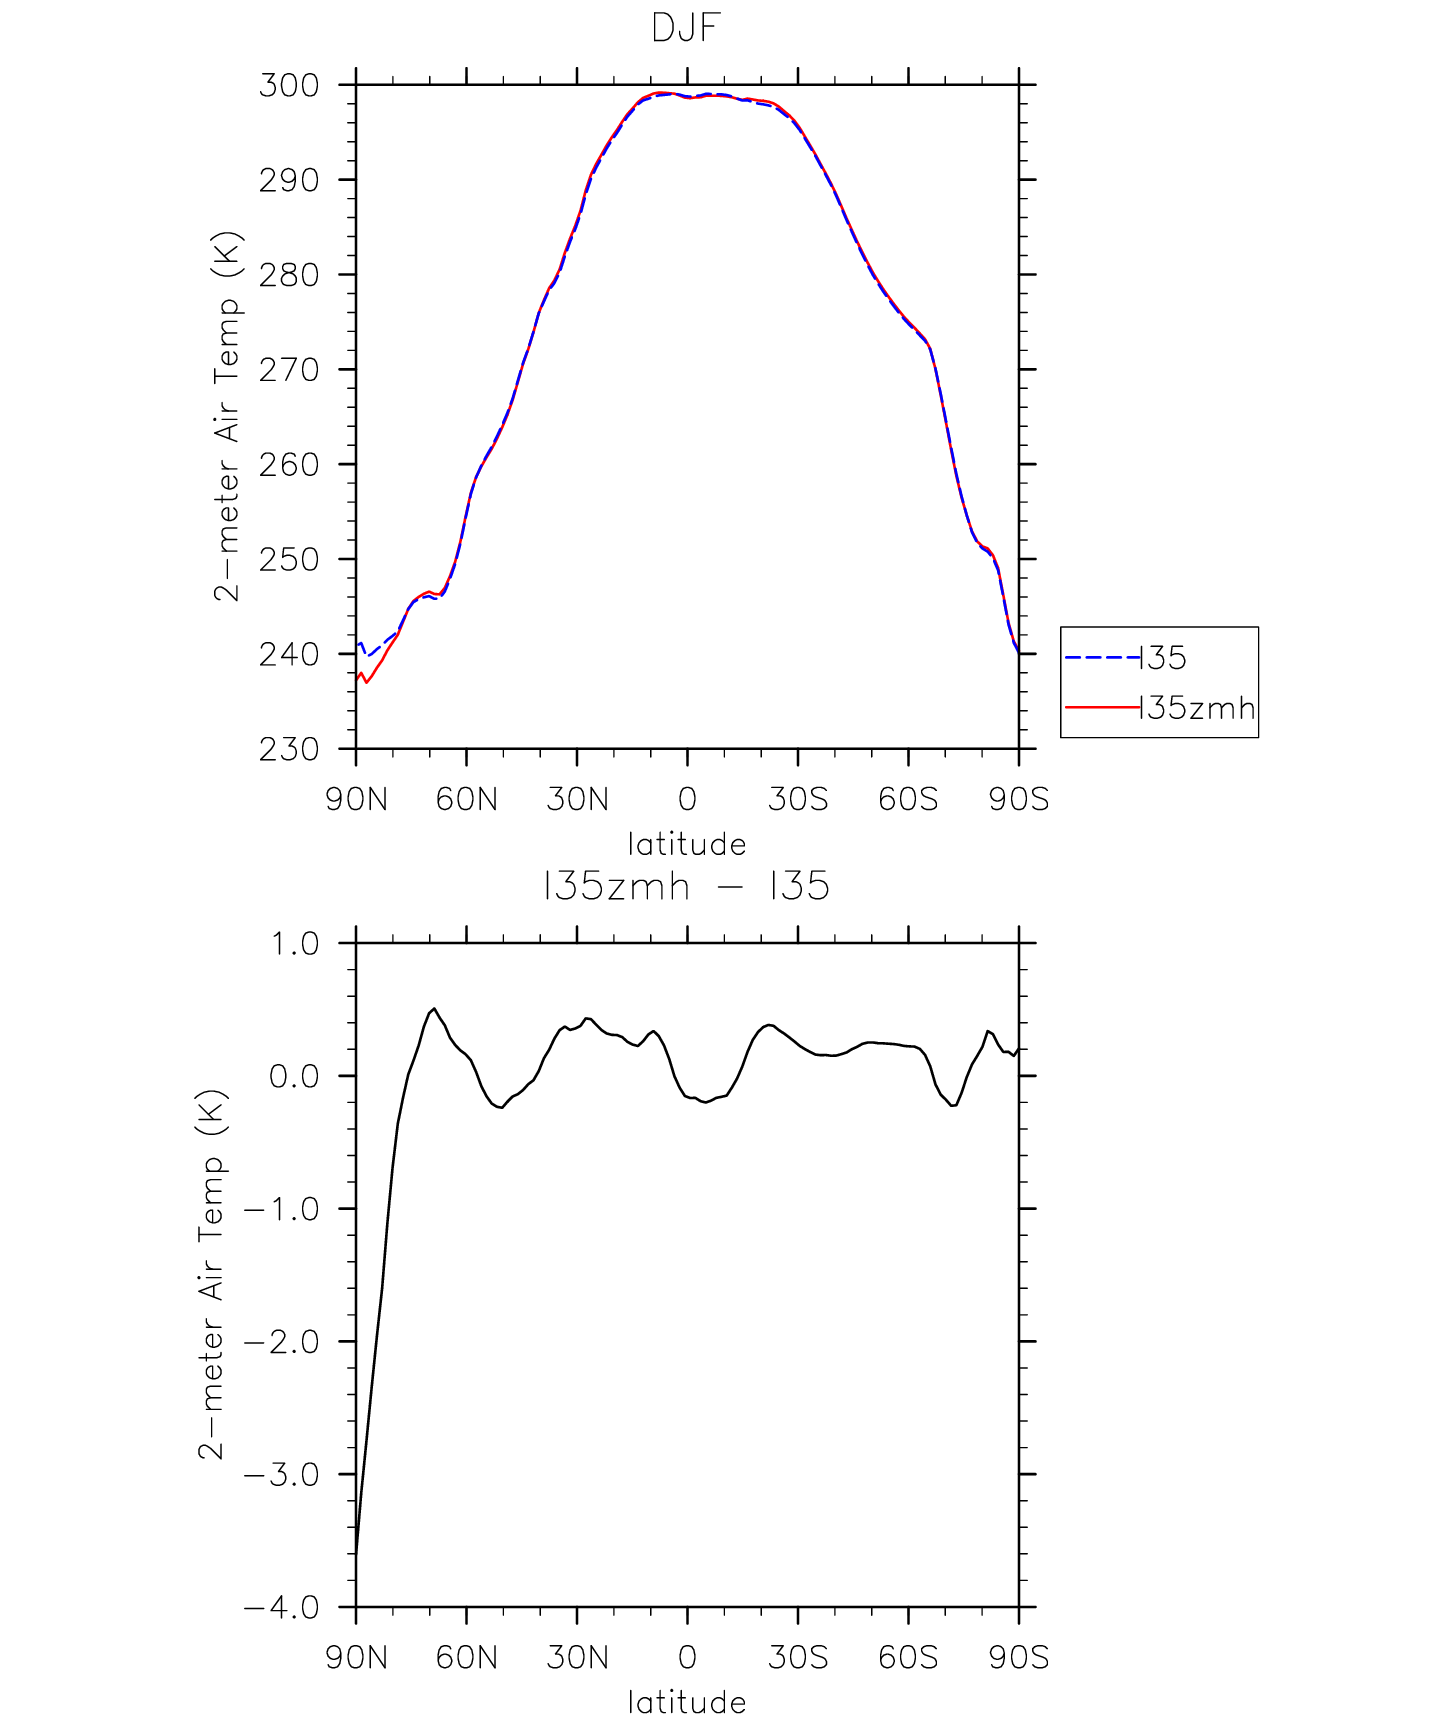 DJF
300
290
280
270
260
250
240
230
2-meter Air Temp (K)
90N 60N 30N 0 30S 60S 90S
latitude
I35
I35zmh
I35zmh - I35
1.0
0.0
-1.0
-2.0
-3.0
-4.0
2-meter Air Temp (K)
90N 60N 30N 0 30S 60S 90S
latitude